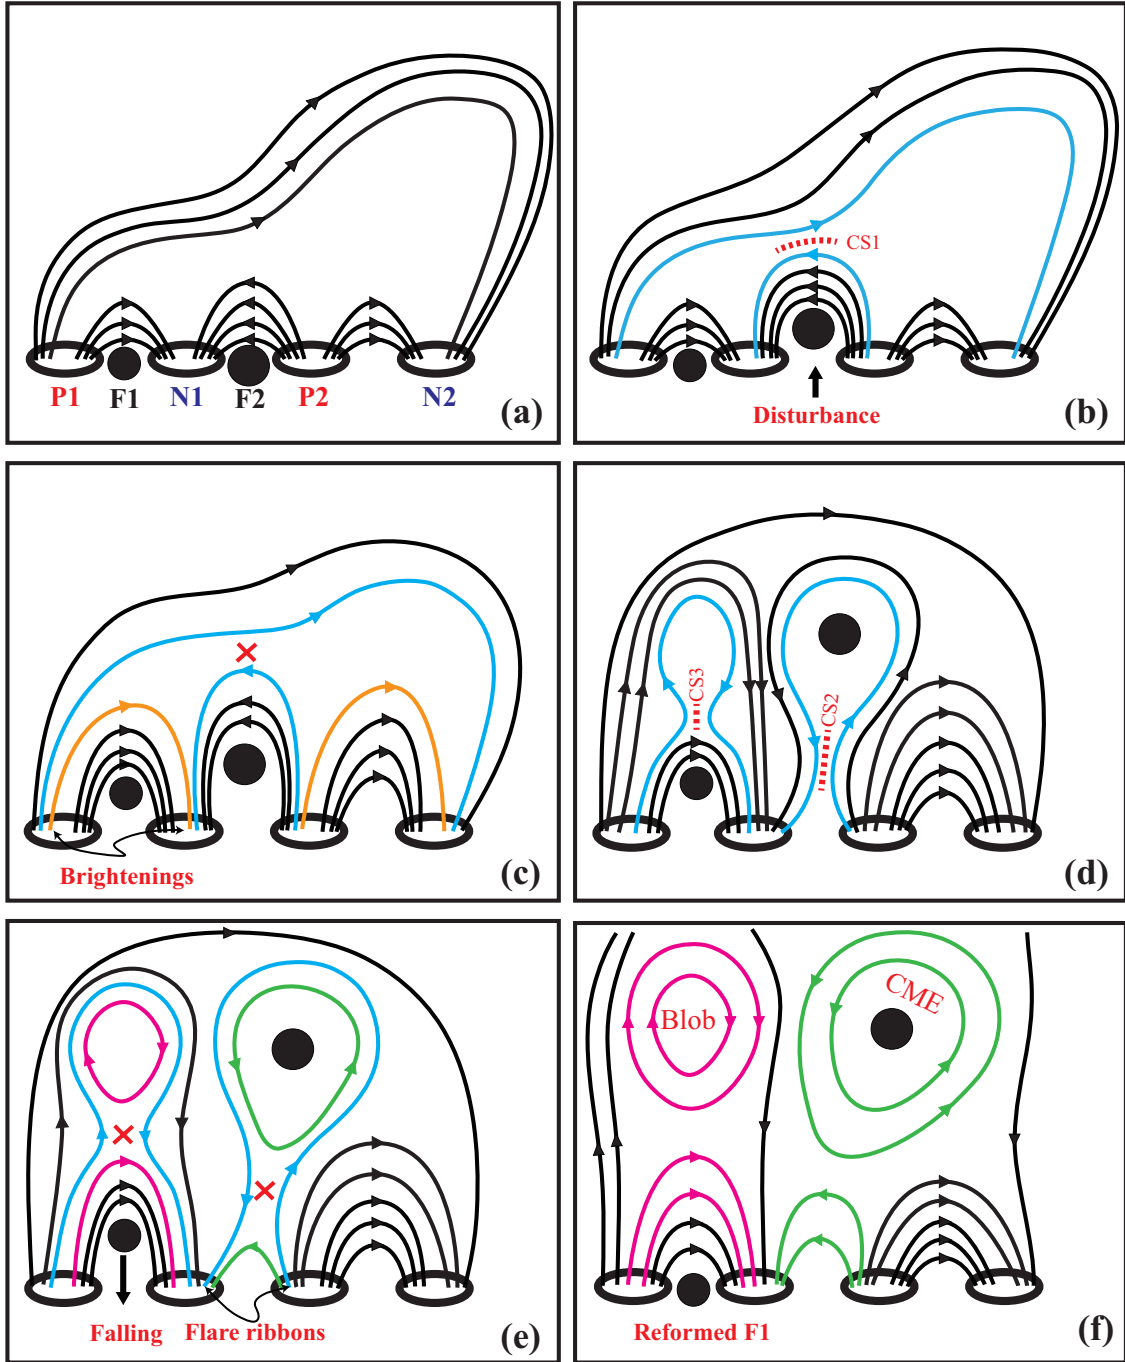 P1 F1 N1 F2 P2 N2
(a)
CS1
Disturbance
(b)
Brightenings
(c)
CS3
CS2
(d)
Falling
Flare ribbons
(e)
Blob
CME
Reformed F1
(f)